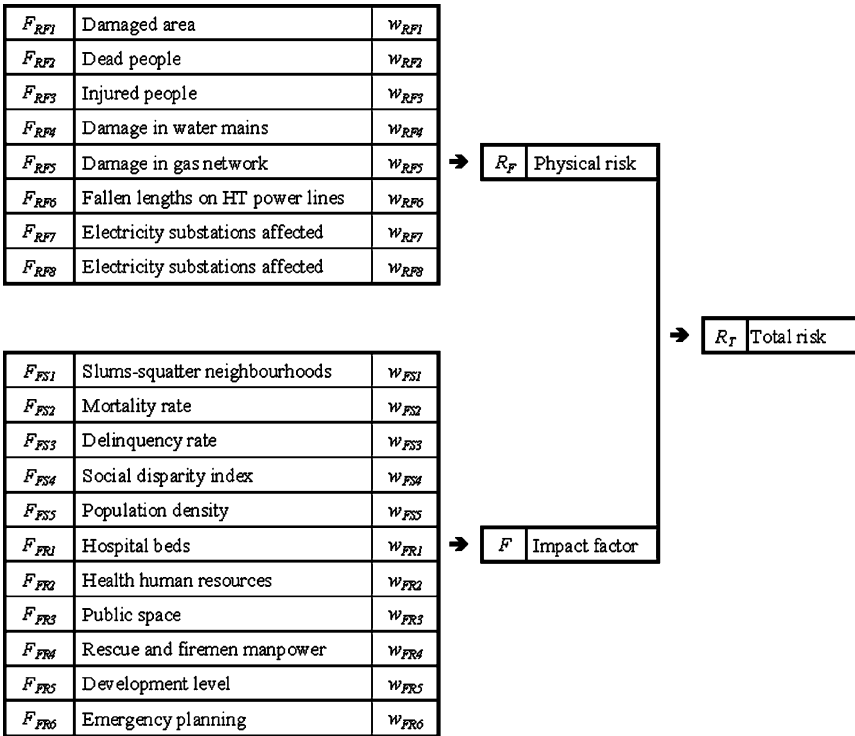 F_RF1 Damaged area w_RF1
F_RF2 Dead people w_RF2
F_RF3 Injured people w_RF3
F_RF4 Damage in water mains w_RF4
F_RF5 Damage in gas network w_RF5
F_RF6 Fallen lengths on HT power lines w_RF6
F_RF7 Electricity substations affected w_RF7
F_RF8 Electricity substations affected w_RF8
➔ R_F Physical risk
F_FS1 Slums-squatter neighbourhoods w_FS1
F_FS2 Mortality rate w_FS2
F_FS3 Delinquency rate w_FS3
F_FS4 Social disparity index w_FS4
F_FS5 Population density w_FS5
F_FR1 Hospital beds w_FR1
F_FR2 Health human resources w_FR2
F_FR3 Public space w_FR3
F_FR4 Rescue and firemen manpower w_FR4
F_FR5 Development level w_FR5
F_FR6 Emergency planning w_FR6
➔ F Impact factor
➔ R_T Total risk